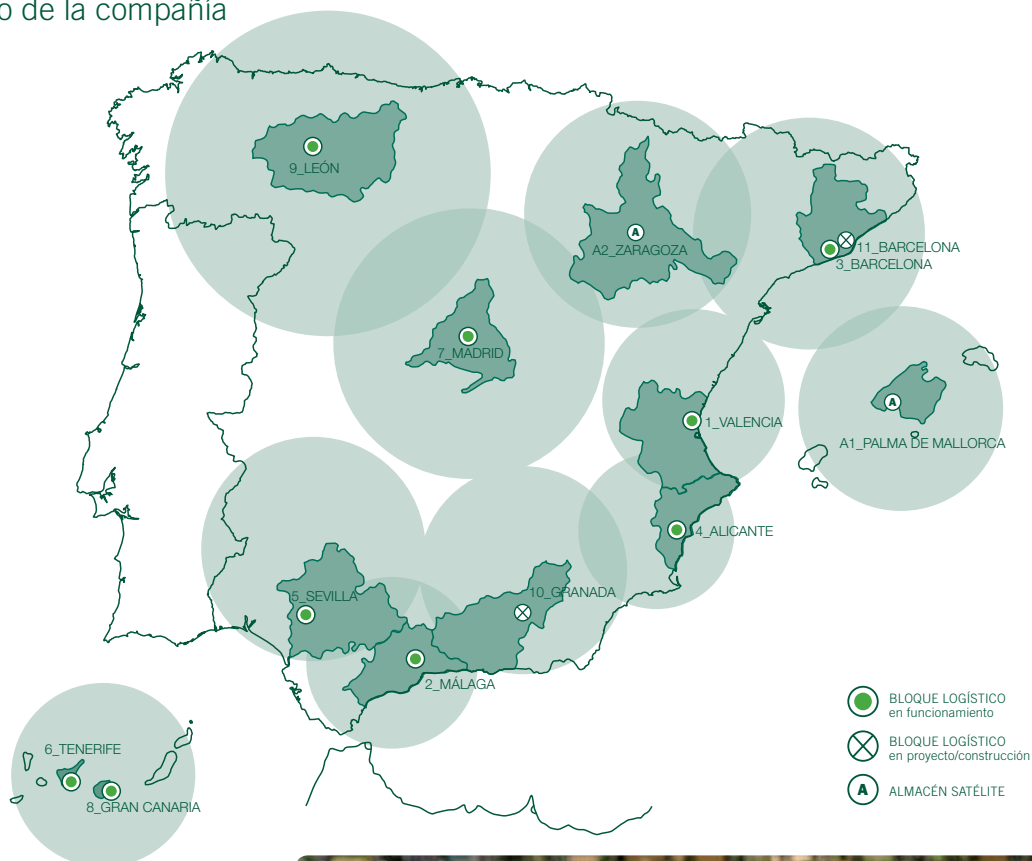 o de la compañía
9_LEÓN
A2_ZARAGOZA
A
11_BARCELONA
3_BARCELONA
7_MADRID
1_VALENCIA
A
A1_PALMA DE MALLORCA
4_ALICANTE
5_SEVILLA
10_GRANADA
2_MÁLAGA
6_TENERIFE
8_GRAN CANARIA
BLOQUE LOGÍSTICO
en funcionamiento
BLOQUE LOGÍSTICO
en proyecto/construcción
A
ALMACÉN SATÉLITE